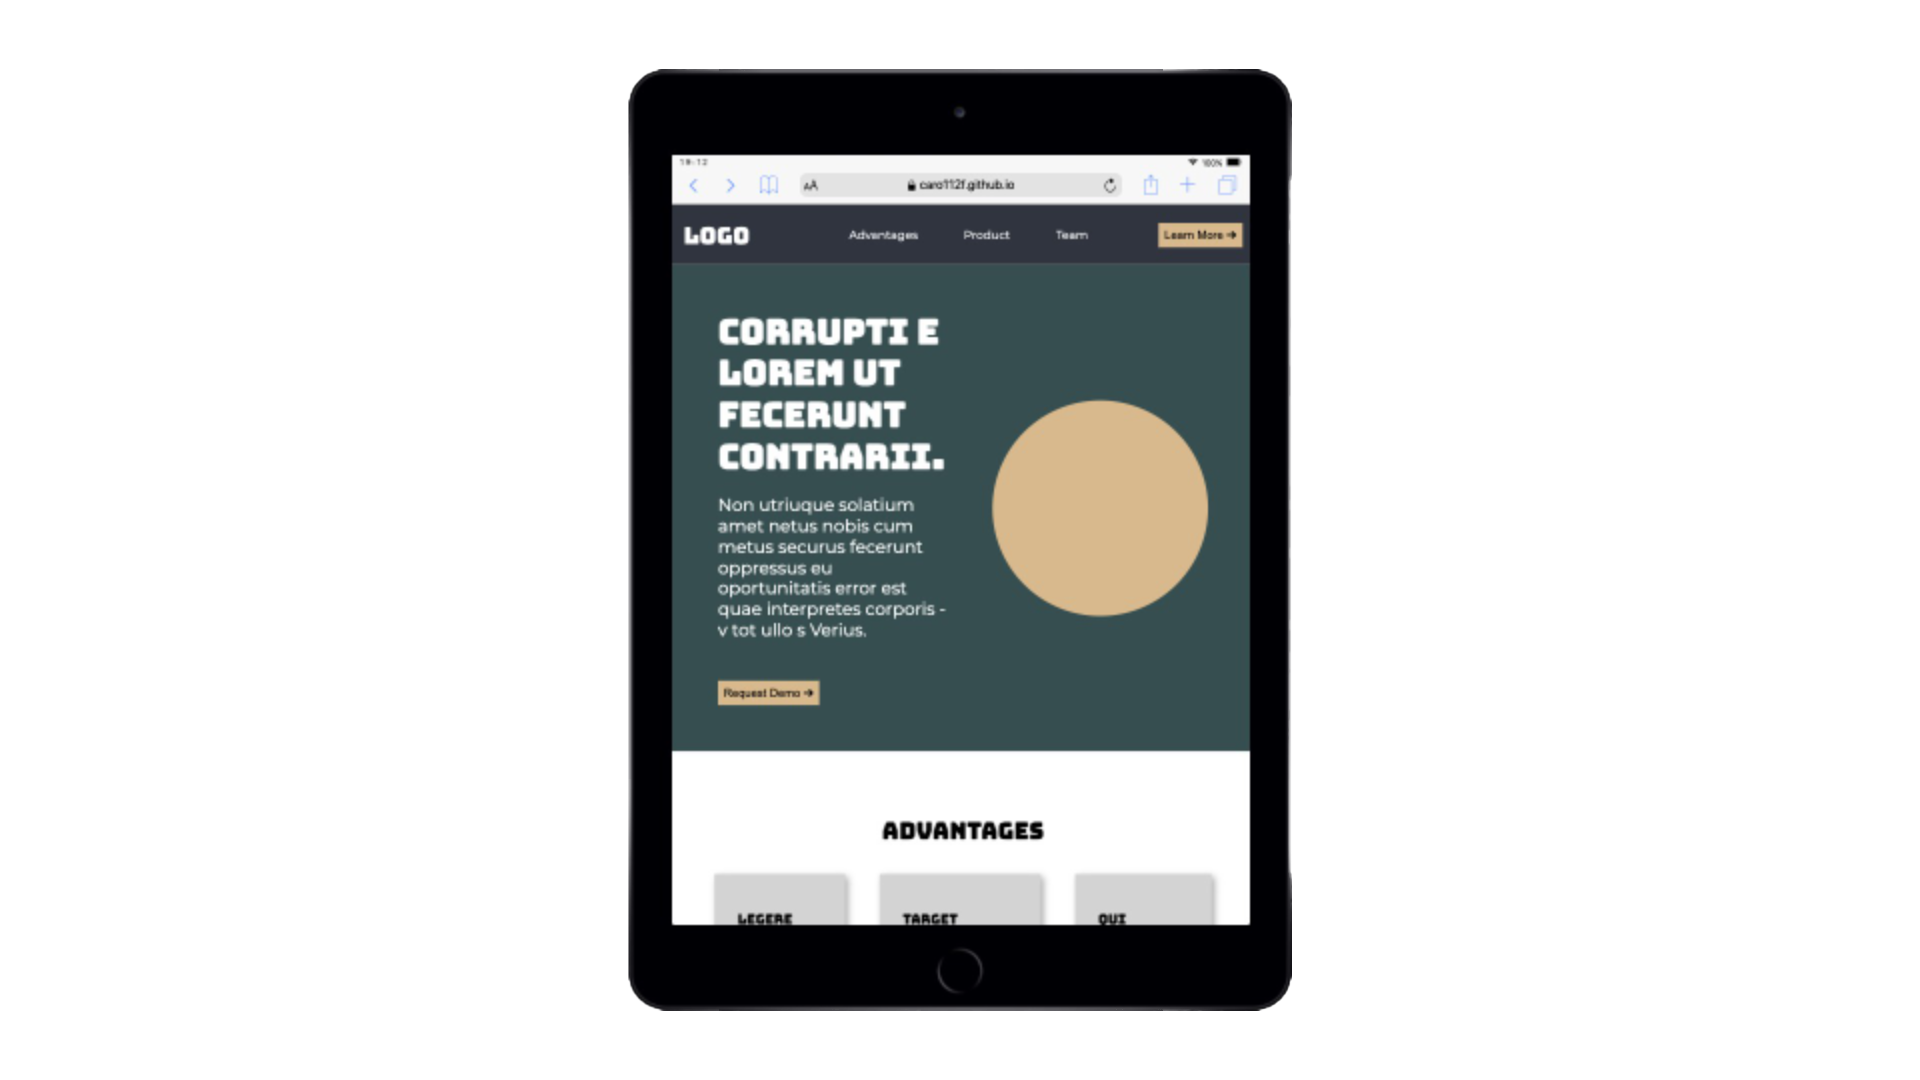 19:12 100%
AA caro112f.github.io
LOGO Advantages Product Team Learn More →
CORRUPTI E
LOREM UT
FECERUNT
CONTRARII.
Non utriuque solatium
amet netus nobis cum
metus securus fecerunt
oppressus eu
oportunitatis error est
quae interpretes corporis -
v tot ullo s Verius.
Request Demo →
ADVANTAGES
LEGERE TARGET QUI